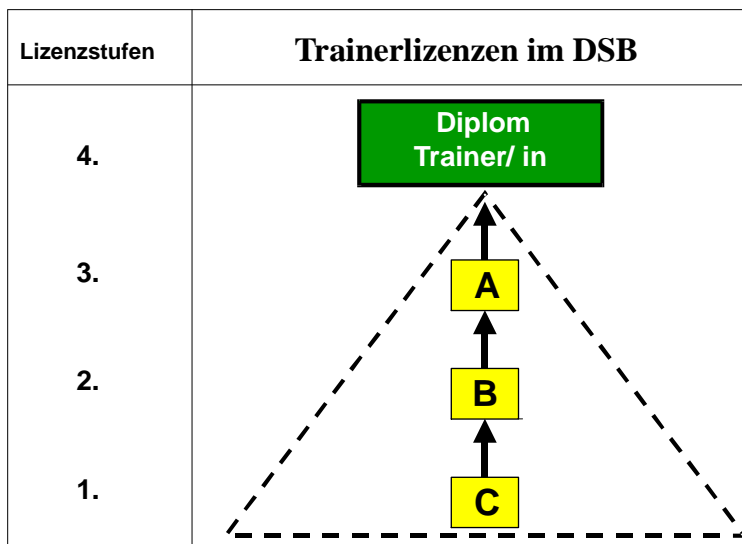 Lizenzstufen
Trainerlizenzen im DSB
4.
Diplom
Trainer/ in
3.
A
2.
B
1.
C